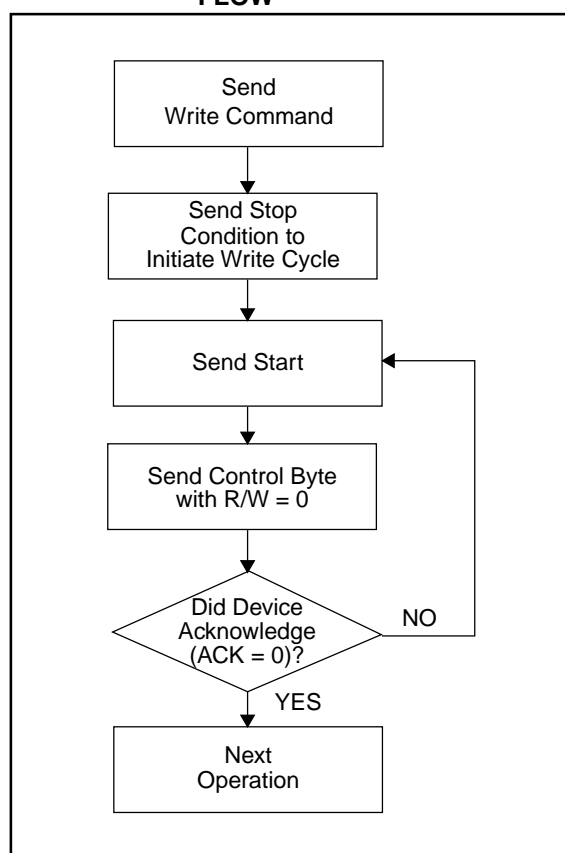 FLOW
Send
Write Command
Send Stop
Condition to
Initiate Write Cycle
Send Start
Send Control Byte
with R/W = 0
Did Device
Acknowledge
(ACK = 0)?
NO
YES
Next
Operation